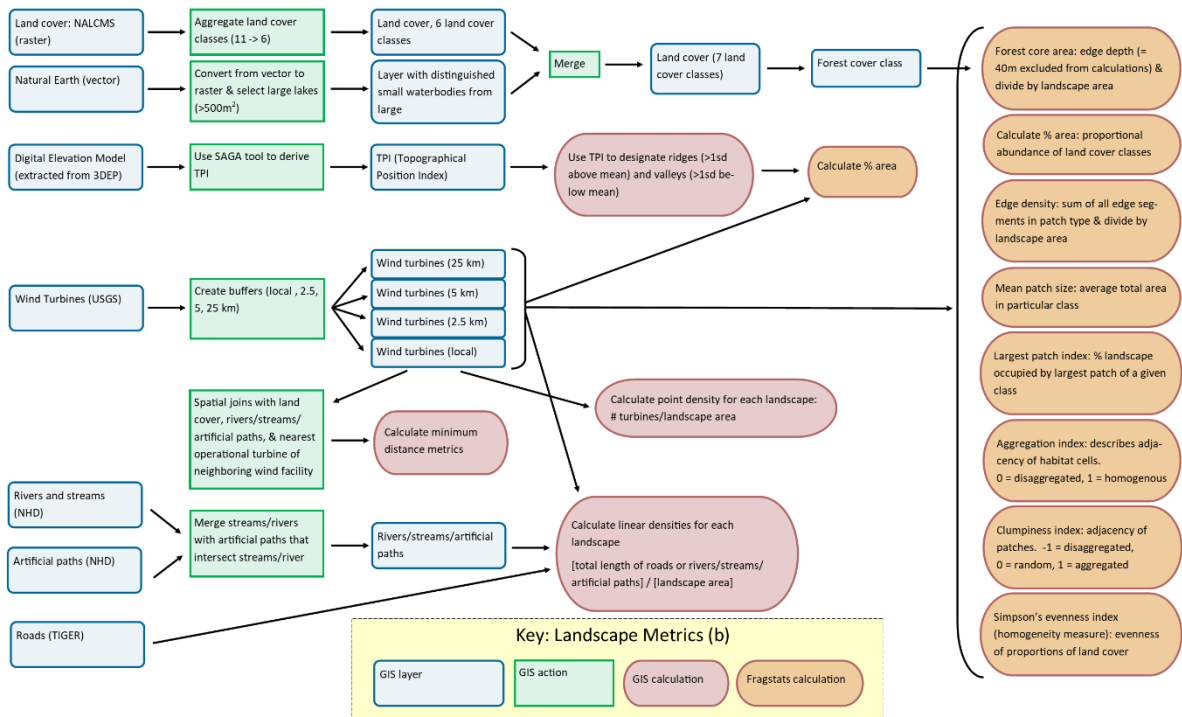 Land cover: NALCMS
(raster)
Aggregate land cover
classes (11 -> 6)
Land cover, 6 land cover
classes
Natural Earth (vector)
Convert from vector to
raster & select large lakes
(>500m²)
Layer with distinguished
small waterbodies from
large
Merge
Land cover (7 land
cover classes)
Forest cover class
Digital Elevation Model
(extracted from 3DEP)
Use SAGA tool to derive
TPI
TPI (Topographical
Position Index)
Use TPI to designate ridges (>1sd
above mean) and valleys (>1sd be-
low mean)
Calculate % area
Wind Turbines (USGS)
Create buffers (local , 2.5,
5, 25 km)
Wind turbines (25 km)
Wind turbines (5 km)
Wind turbines (2.5 km)
Wind turbines (local)
Spatial joins with land
cover, rivers/streams/
artificial paths, & nearest
operational turbine of
neighboring wind facility
Calculate minimum
distance metrics
Calculate point density for each landscape:
# turbines/landscape area
Rivers and streams
(NHD)
Artificial paths (NHD)
Merge streams/rivers
with artificial paths that
intersect streams/river
Rivers/streams/artificial
paths
Calculate linear densities for each
landscape
[total length of roads or rivers/streams/
artificial paths] / [landscape area]
Roads (TIGER)
Forest core area: edge depth (=
40m excluded from calculations) &
divide by landscape area
Calculate % area: proportional
abundance of land cover classes
Edge density: sum of all edge seg-
ments in patch type & divide by
landscape area
Mean patch size: average total area
in particular class
Largest patch index: % landscape
occupied by largest patch of a given
class
Aggregation index: describes adja-
cency of habitat cells.
0 = disaggregated, 1 = homogenous
Clumpiness index: adjacency of
patches.  -1 = disaggregated,
0 = random, 1 = aggregated
Simpson's evenness index
(homogeneity measure): evenness
of proportions of land cover
Key: Landscape Metrics (b)
GIS layer
GIS action
GIS calculation
Fragstats calculation